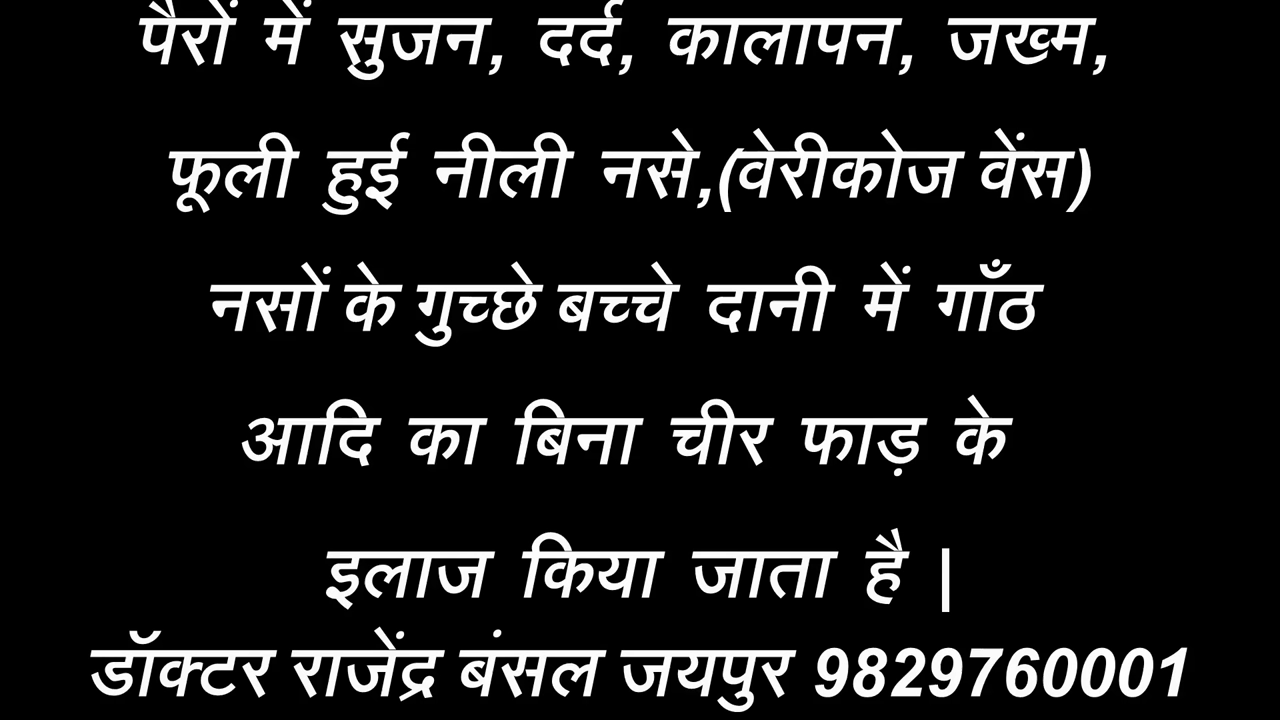 पैरों में सुजन, दर्द, कालापन, जख्म,
फूली हुई नीली नसे,(वेरीकोज वेंस)
नसों के गुच्छे बच्चे दानी में गाँठ
आदि का बिना चीर फाड़ के
इलाज किया जाता है |
डॉक्टर राजेंद्र बंसल जयपुर 9829760001